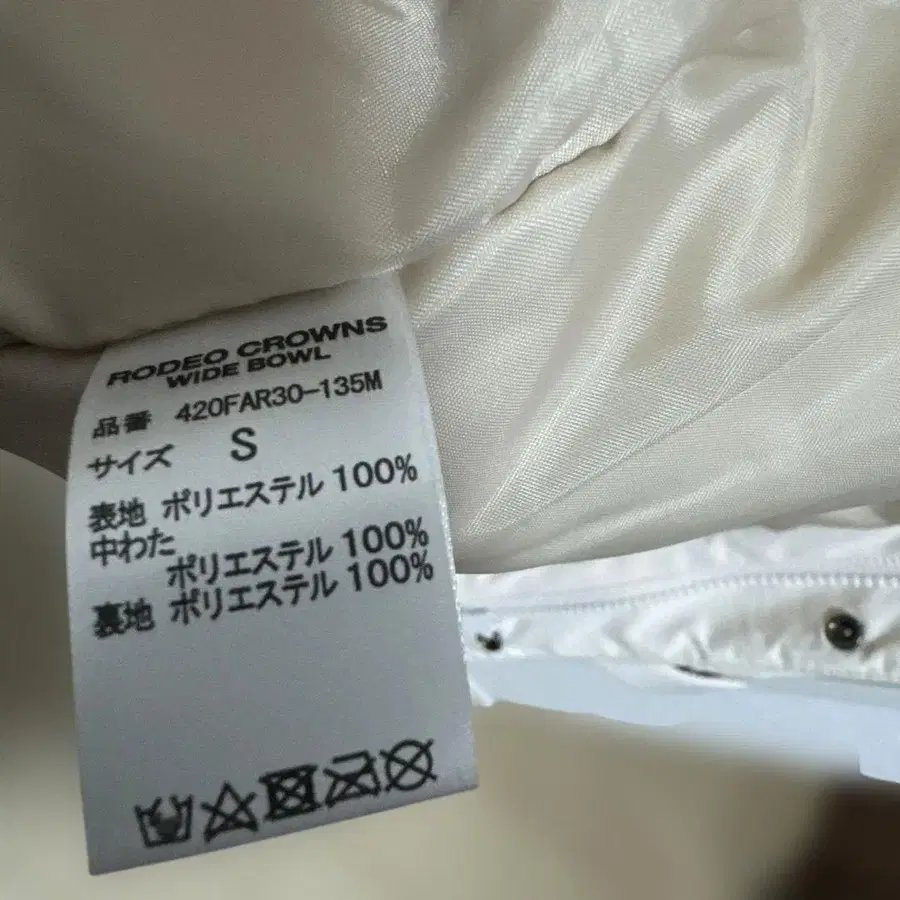 RODEO CROWNS
WIDE BOWL
品番 420FAR30-135M
サイズ S
表地 ポリエステル 100%
中わた
ポリエステル 100%
裏地 ポリエステル 100%